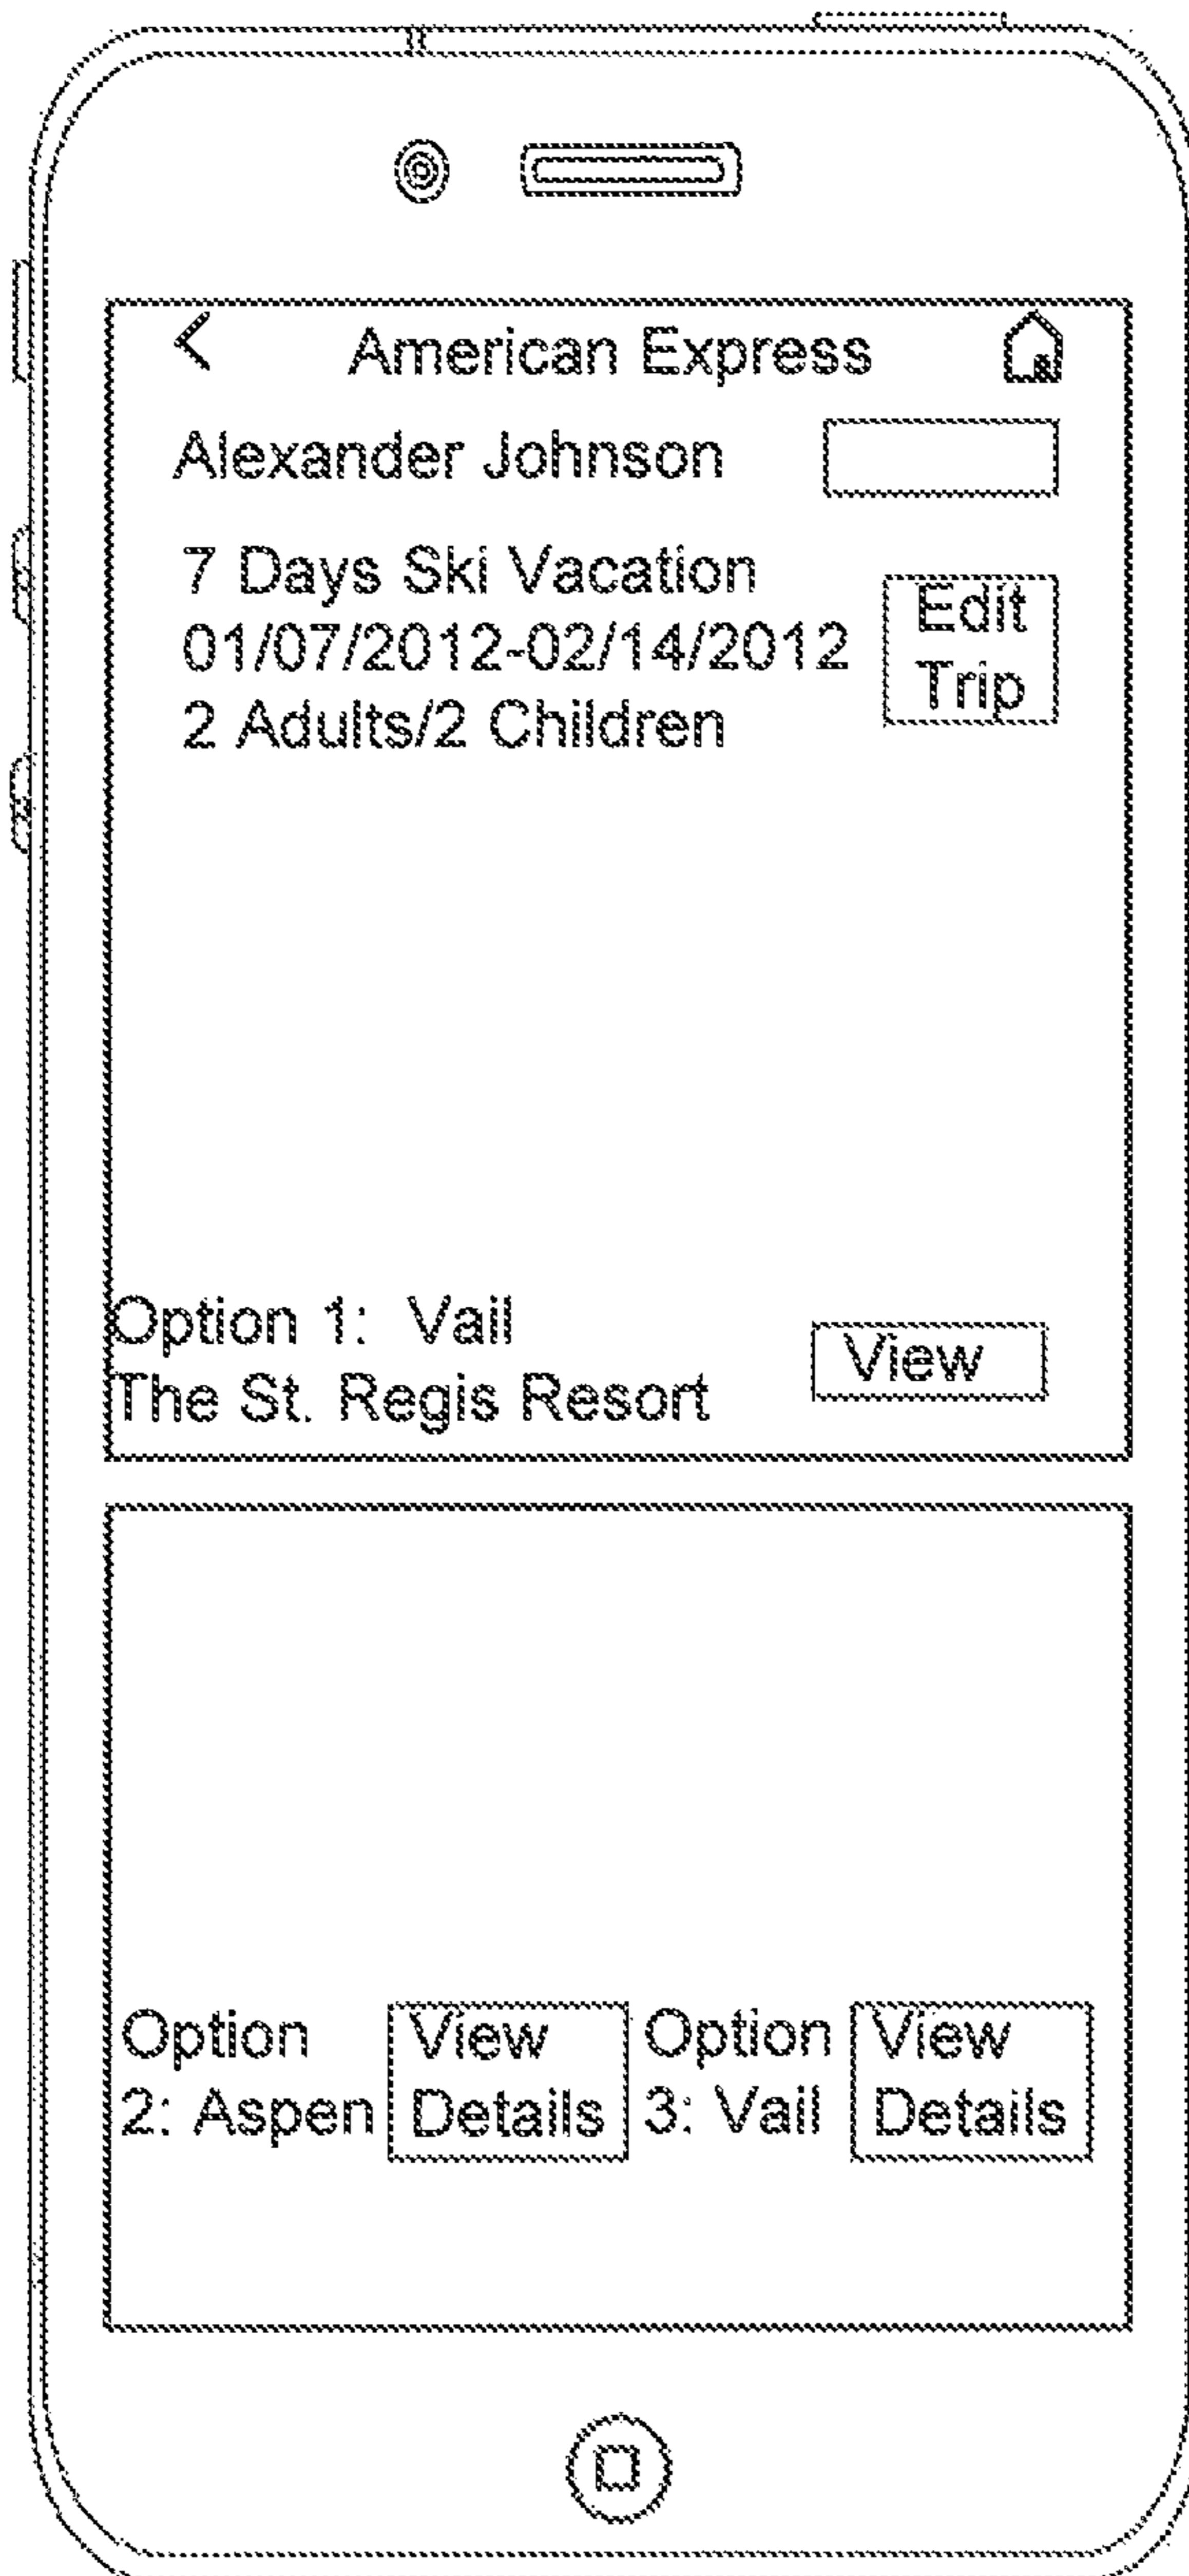 American Express
Alexander Johnson
7 Days Ski Vacation
01/07/2012-02/14/2012
2 Adults/2 Children
Edit
Trip
Option 1: Vail
The St. Regis Resort
View
Option
2: Aspen
View
Details
Option
3: Vail
View
Details